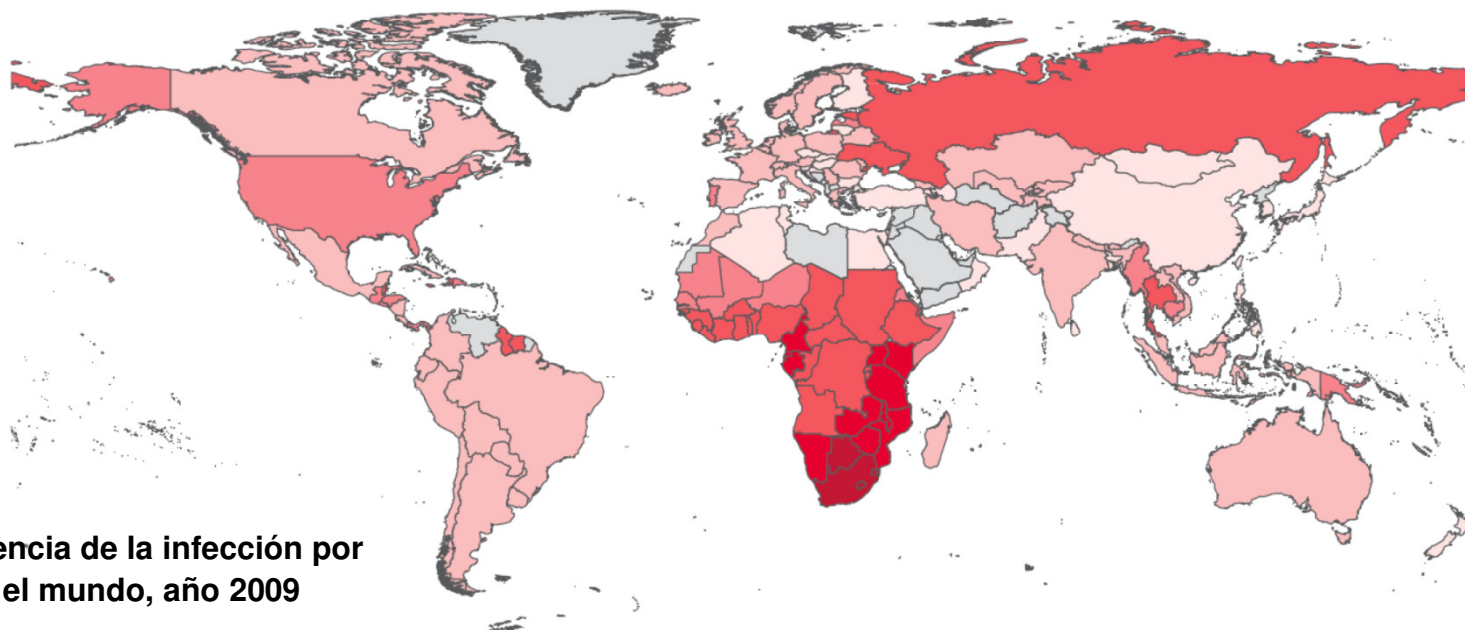 encia de la infección por
el mundo, año 2009